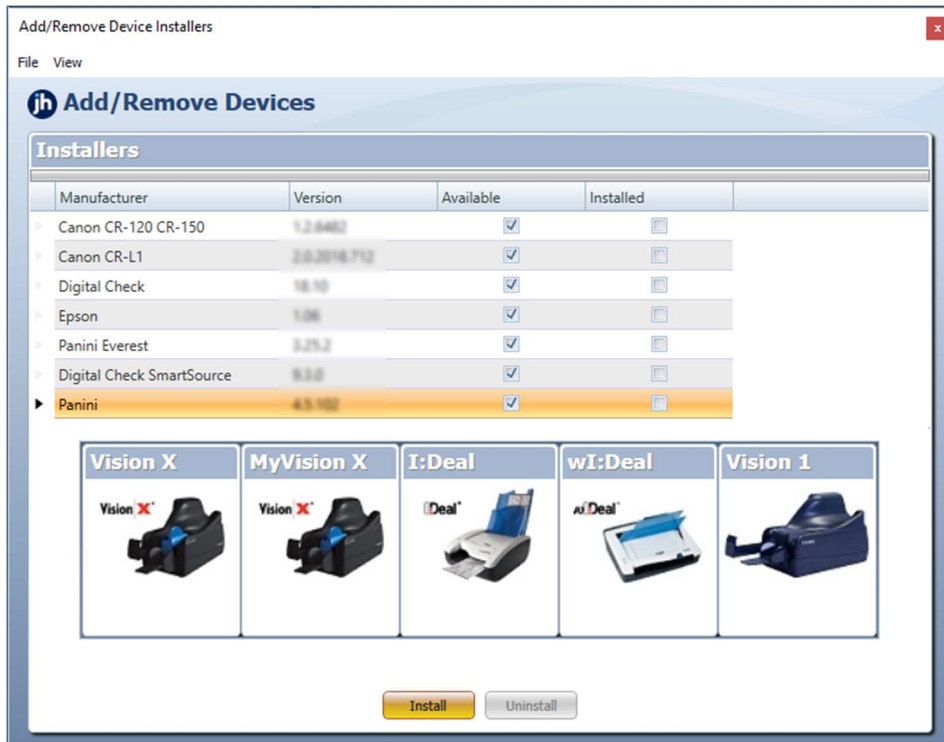 Add/Remove Device Installers
x
File View
jh Add/Remove Devices
Installers
Manufacturer Version Available Installed
Canon CR-120 CR-150
Canon CR-L1
Digital Check
Epson
Panini Everest
Digital Check SmartSource
Panini
Vision X MyVision X I:Deal wI:Deal Vision 1
Vision X Vision X I:Deal wI:Deal
Install Uninstall